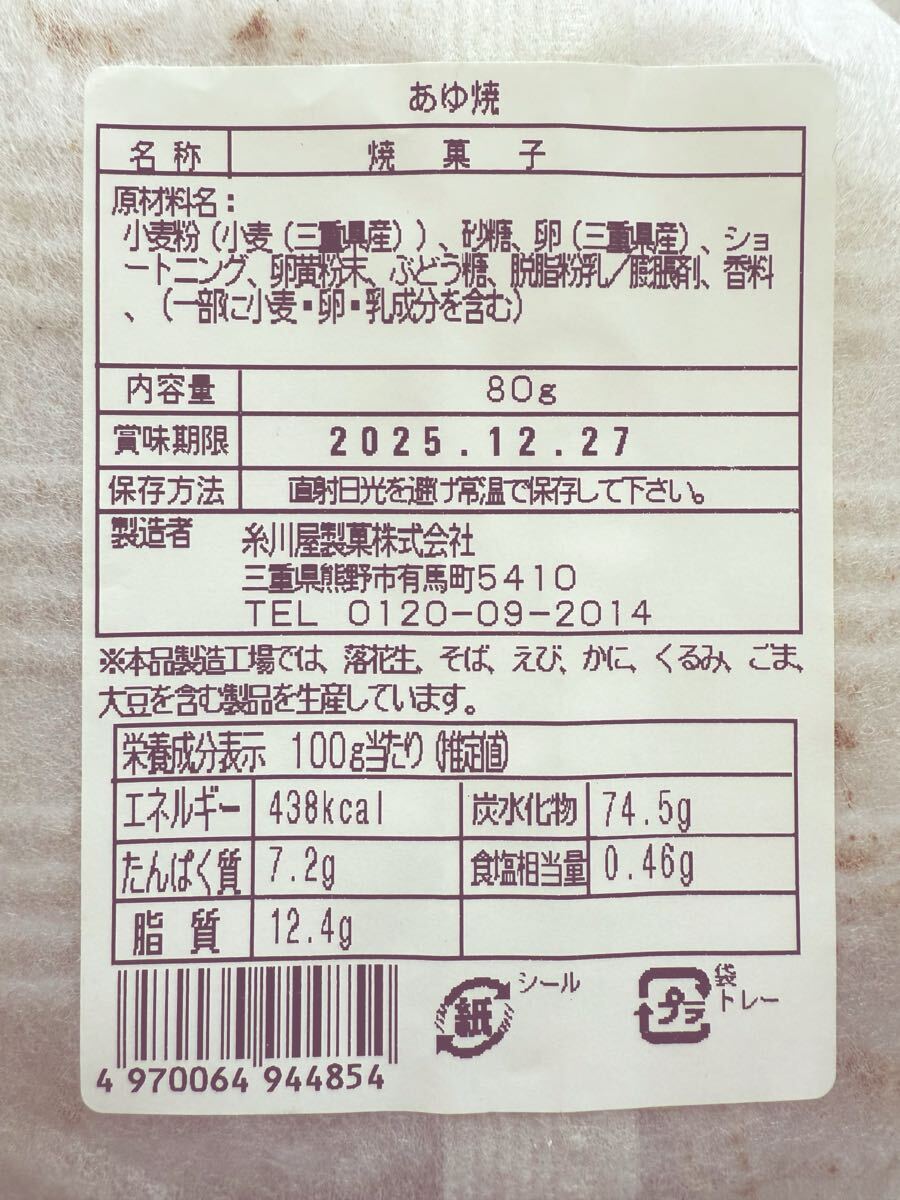 あゆ焼
名称 焼菓子
原材料名：
小麦粉（小麦（三重県産））、砂糖、卵（三重県産）、ショ
ートニング、卵黄粉末、ぶどう糖、脱脂粉乳／膨脹剤、香料
、（一部に小麦・卵・乳成分を含む）
内容量 80g
賞味期限 2025.12.27
保存方法 直射日光を避け常温で保存して下さい。
製造者 糸川屋製菓株式会社
三重県熊野市有馬町5410
TEL 0120-09-2014
※本品製造工場では、落花生、そば、えび、かに、くるみ、ごま、
大豆を含む製品を生産しています。
栄養成分表示 100g当たり（推定値）
エネルギー 438kcal 炭水化物 74.5g
たんぱく質 7.2g 食塩相当量 0.46g
脂質 12.4g
紙 シール プラ 袋
トレー
4 970064 944854